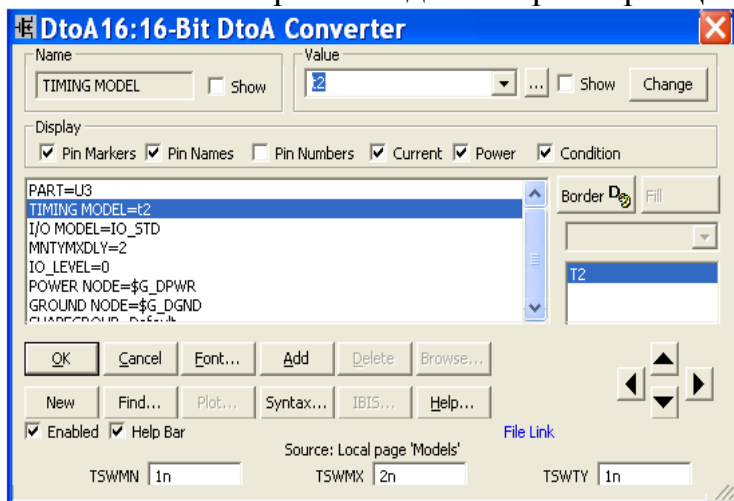 DtoA16:16-Bit DtoA Converter
Name
Value
TIMING MODEL
Show
t2
...
Show
Change
Display
Pin Markers Pin Names Pin Numbers Current Power Condition
PART=U3
TIMING MODEL=t2
I/O MODEL=IO_STD
MNTYMXDLY=2
IO_LEVEL=0
POWER NODE=$G_DPWR
GROUND NODE=$G_DGND
Border
Fill
T2
OK Cancel Font... Add Delete Browse...
New Find... Plot... Syntax... IBIS... Help...
Enabled Help Bar
File Link
Source: Local page 'Models'
TSWMN 1n TSWMX 2n TSWTY 1n